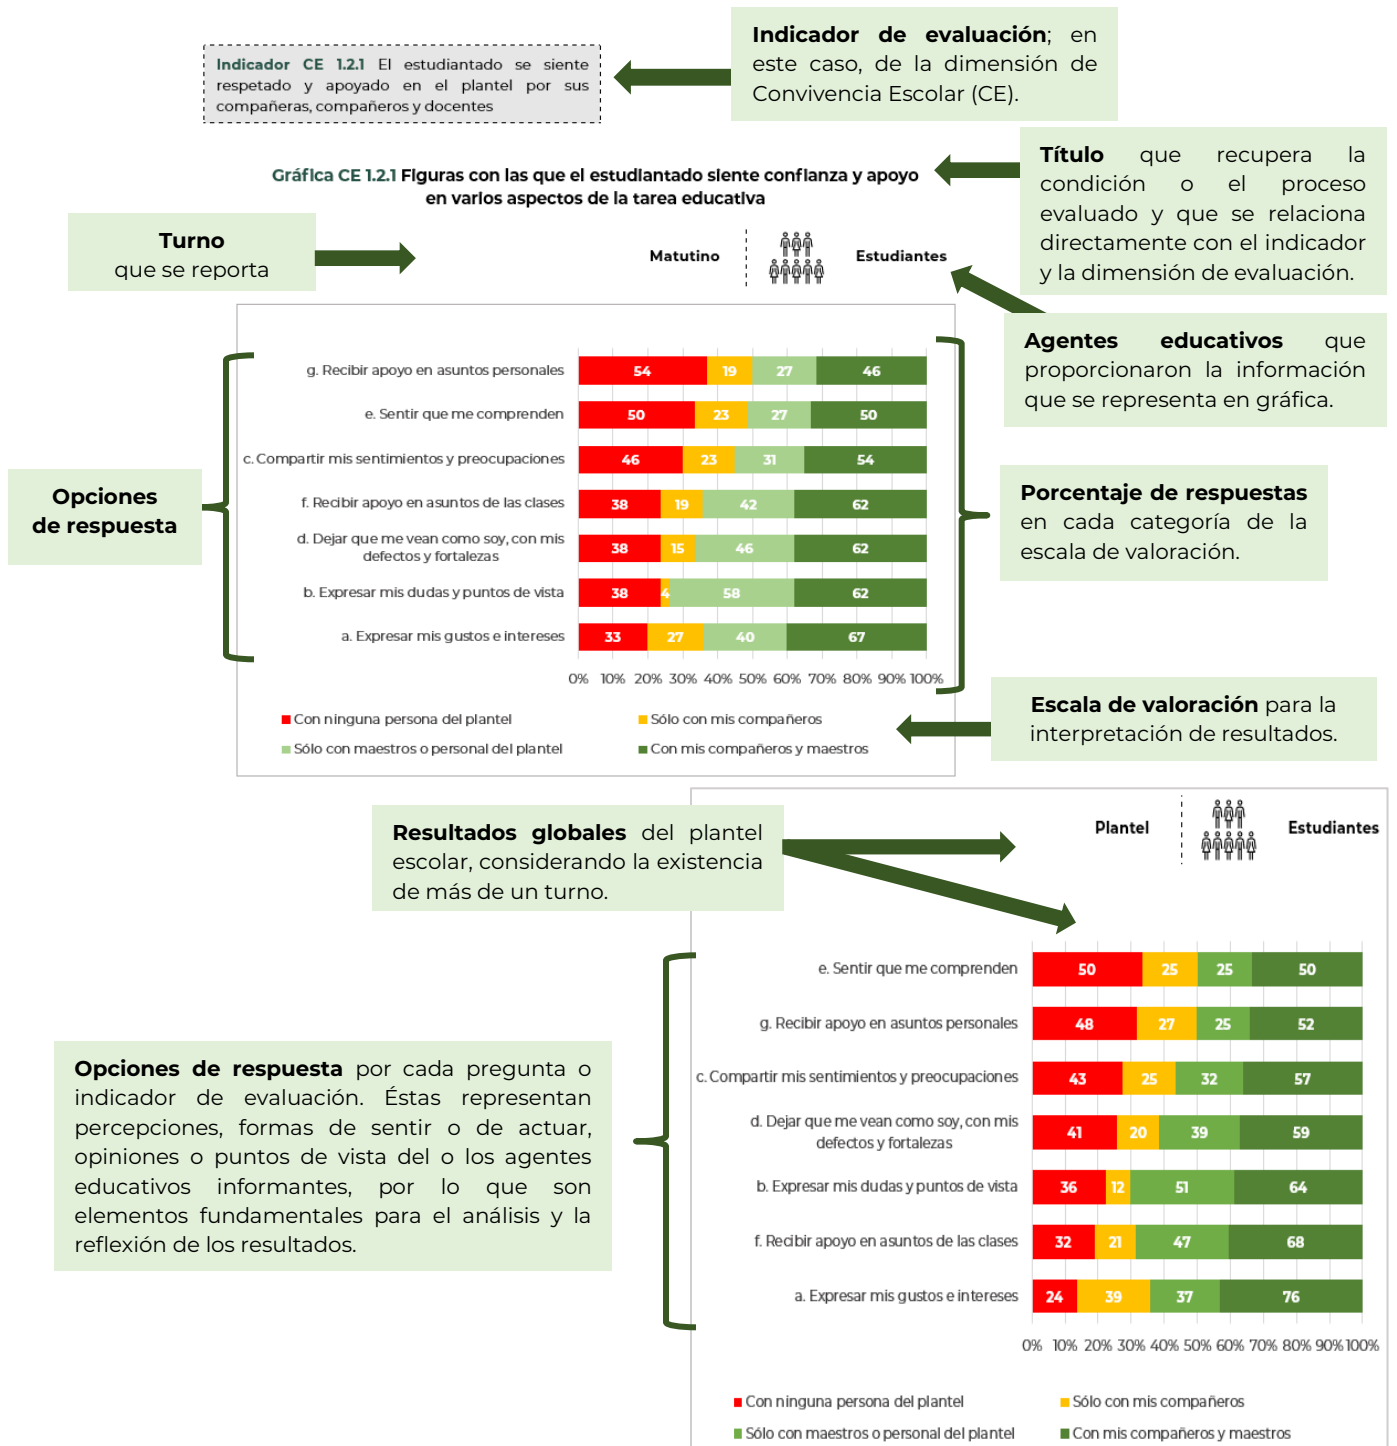 Indicador CE 1.2.1 El estudiantado se siente
respetado y apoyado en el plantel por sus
compañeras, compañeros y docentes
Indicador de evaluación; en
este caso, de la dimensión de
Convivencia Escolar (CE).
Gráfica CE 1.2.1 Figuras con las que el estudiantado siente confianza y apoyo
en varios aspectos de la tarea educativa
Título que recupera la
condición o el proceso
evaluado y que se relaciona
directamente con el indicador
y la dimensión de evaluación.
Turno
que se reporta
Matutino
Estudiantes
Agentes educativos que
proporcionaron la información
que se representa en gráfica.
Opciones
de respuesta
g. Recibir apoyo en asuntos personales 54 19 27 46
e. Sentir que me comprenden 50 23 27 50
c. Compartir mis sentimientos y preocupaciones 46 23 31 54
f. Recibir apoyo en asuntos de las clases 38 19 42 62
d. Dejar que me vean como soy, con mis
defectos y fortalezas 38 15 46 62
b. Expresar mis dudas y puntos de vista 38 4 58 62
a. Expresar mis gustos e intereses 33 27 40 67
0% 10% 20% 30% 40% 50% 60% 70% 80% 90% 100%
Con ninguna persona del plantel
Sólo con mis compañeros
Sólo con maestros o personal del plantel
Con mis compañeros y maestros
Porcentaje de respuestas
en cada categoría de la
escala de valoración.
Escala de valoración para la
interpretación de resultados.
Resultados globales del plantel
escolar, considerando la existencia
de más de un turno.
Plantel
Estudiantes
Opciones de respuesta por cada pregunta o
indicador de evaluación. Éstas representan
percepciones, formas de sentir o de actuar,
opiniones o puntos de vista del o los agentes
educativos informantes, por lo que son
elementos fundamentales para el análisis y la
reflexión de los resultados.
e. Sentir que me comprenden 50 25 25 50
g. Recibir apoyo en asuntos personales 48 27 25 52
c. Compartir mis sentimientos y preocupaciones 43 25 32 57
d. Dejar que me vean como soy, con mis
defectos y fortalezas 41 20 39 59
b. Expresar mis dudas y puntos de vista 36 12 51 64
f. Recibir apoyo en asuntos de las clases 32 21 47 68
a. Expresar mis gustos e intereses 24 39 37 76
0% 10% 20% 30% 40% 50% 60% 70% 80% 90% 100%
Con ninguna persona del plantel
Sólo con mis compañeros
Sólo con maestros o personal del plantel
Con mis compañeros y maestros